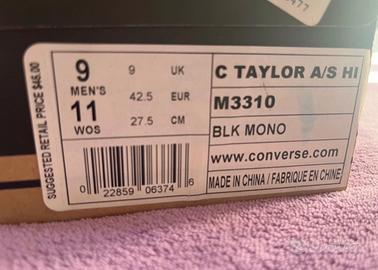 SUGGESTED RETAIL PRICE $45.00
9 9 UK
MEN'S
11 42.5 EUR
WOS 27.5 CM
0 22859 06374 6
C TAYLOR A/S HI
M3310
BLK MONO
www.converse.com
MADE IN CHINA / FABRIQUE EN CHINE